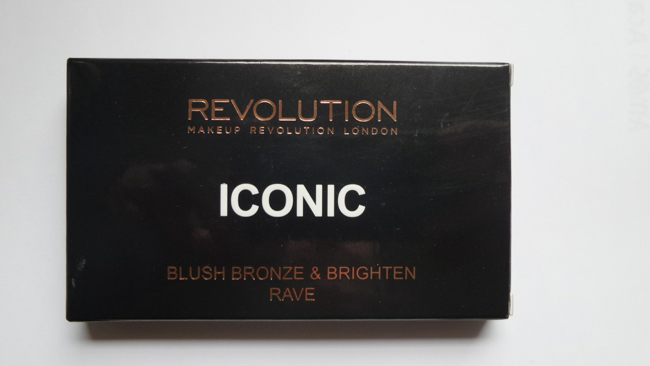 REVOLUTION
MAKEUP REVOLUTION LONDON
ICONIC
BLUSH BRONZE & BRIGHTEN
RAVE